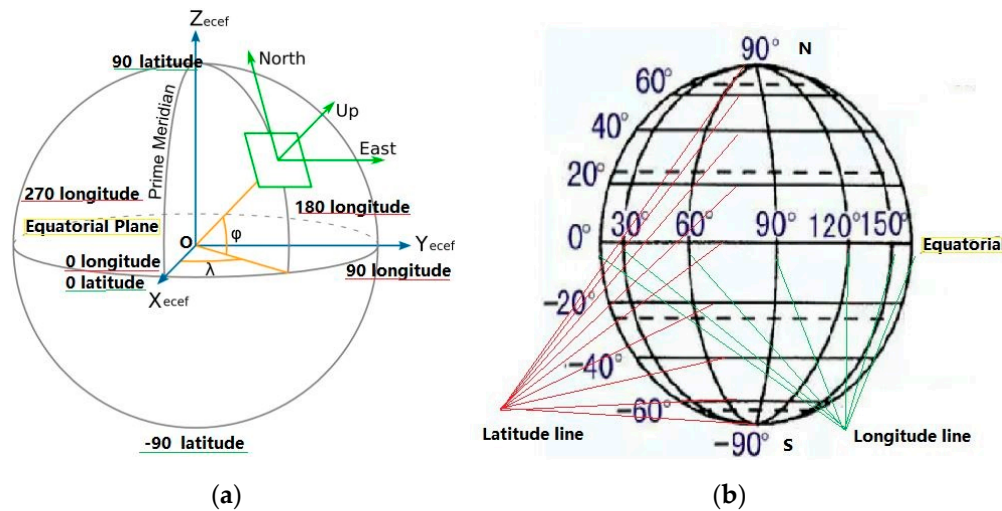 Zecef
90 latitude
North
Up
East
Prime Meridian
270 longitude
180 longitude
Equatorial Plane
O
φ
Yecef
0 longitude
λ
90 longitude
0 latitude
Xecef
-90 latitude
(a)
90° N
60°
40°
20°
0° 30° 60° 90° 120° 150°
Equatorial
-20°
-40°
-60°
Latitude line
Longitude line
-90° S
(b)